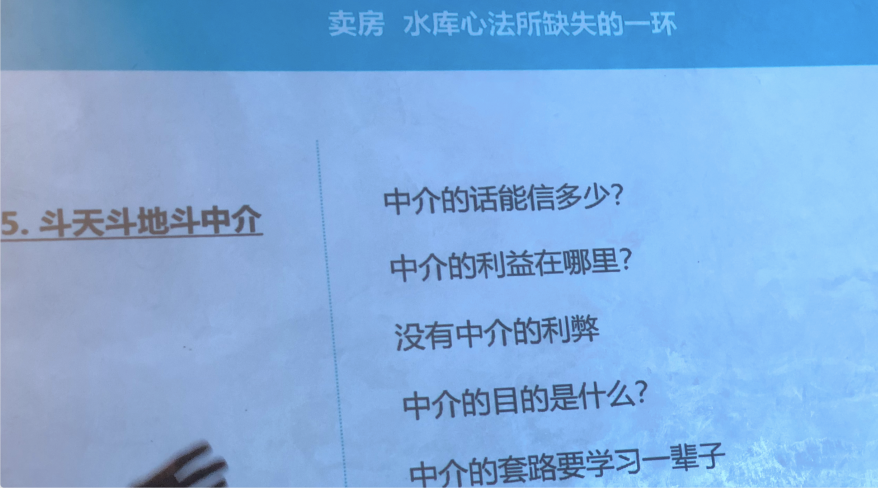 卖房 水库心法所缺失的一环
5. 斗天斗地斗中介
中介的话能信多少?
中介的利益在哪里?
没有中介的利弊
中介的目的是什么?
中介的套路要学习一辈子